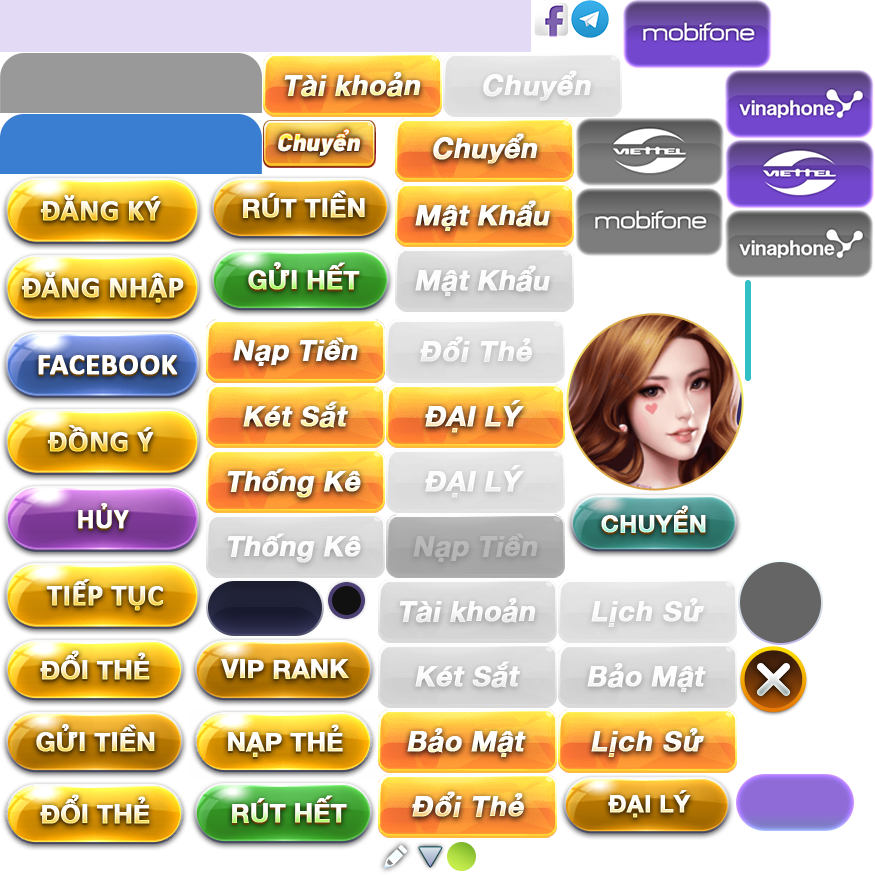 f
mobifone
Tài khoản
Chuyển
vinaphone
Chuyển
Chuyển
VIETTEL
VIETTEL
ĐĂNG KÝ
RÚT TIỀN
Mật Khẩu
mobifone
vinaphone
ĐĂNG NHẬP
GỬI HẾT
Mật Khẩu
FACEBOOK
Nạp Tiền
Đổi Thẻ
ĐỒNG Ý
Két Sắt
ĐẠI LÝ
Thống Kê
ĐẠI LÝ
HỦY
CHUYỂN
Thống Kê
Nạp Tiền
TIẾP TỤC
Tài khoản
Lịch Sử
ĐỔI THẺ
VIP RANK
Két Sắt
Bảo Mật
GỬI TIỀN
NẠP THẺ
Bảo Mật
Lịch Sử
ĐỔI THẺ
RÚT HẾT
Đổi Thẻ
ĐẠI LÝ